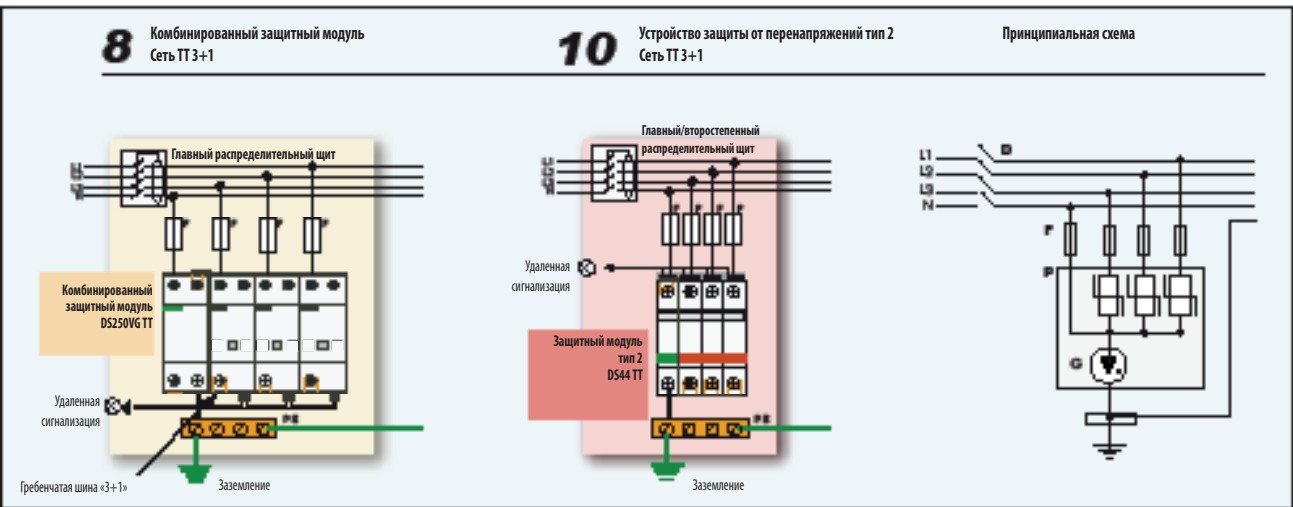 8
Комбинированный защитный модуль
Сеть ТТ 3+1
10
Устройство защиты от перенапряжений тип 2
Сеть ТТ 3+1
Принципиальная схема
Главный распределительный щит
F
F
F
F
Комбинированный
защитный модуль
DS250VG TT
Удаленная
сигнализация
PE
Гребенчатая шина «3+1»
Заземление
Главный/второстепенный
распределительный щит
F
F
F
F
Удаленная
сигнализация
Защитный модуль
тип 2
DS44 TT
PE
Заземление
L1
D
L2
L3
N
F
P
G